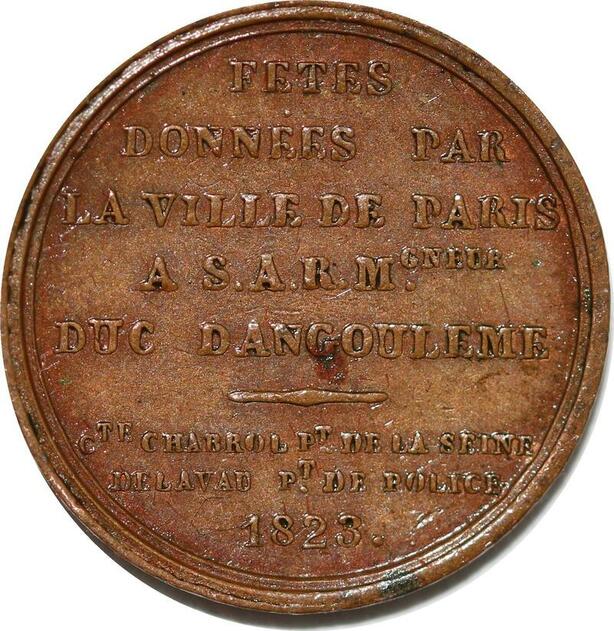 FETES
DONNEES PAR
LA VILLE DE PARIS
A S.A.R.M.GNEUR
DUC DANGOULEME
CTE CHABROL PT. DE LA SEINE
DELAVAU PT. DE POLICE
1823.